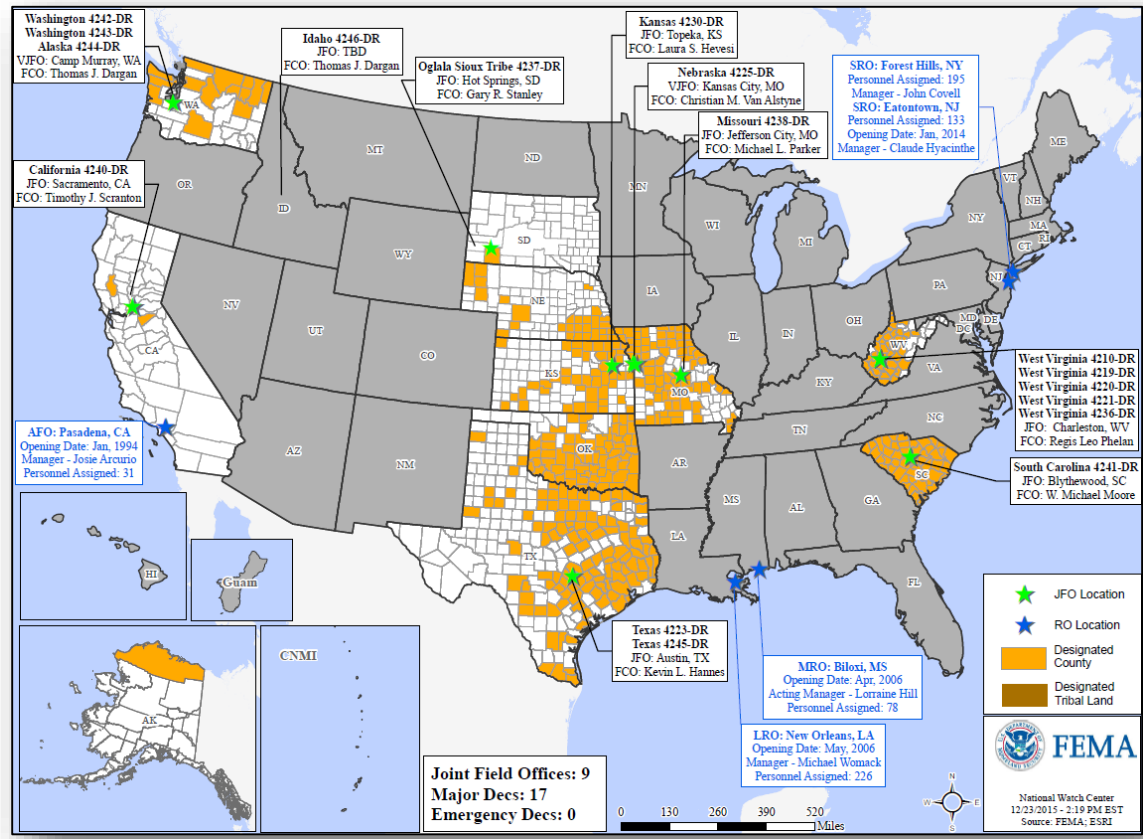 Washington 4242-DR
Washington 4243-DR
Alaska 4244-DR
VJFO: Camp Murray, WA
FCO: Thomas J. Dargan
Idaho 4246-DR
JFO: TBD
FCO: Thomas J. Dargan
Oglala Sioux Tribe 4237-DR
JFO: Hot Springs, SD
FCO: Gary R. Stanley
Kansas 4230-DR
JFO: Topeka, KS
FCO: Laura S. Hevesi
Nebraska 4225-DR
VJFO: Kansas City, MO
FCO: Christian M. Van Alstyne
Missouri 4238-DR
JFO: Jefferson City, MO
FCO: Michael L. Parker
SRO: Forest Hills, NY
Personnel Assigned: 195
Manager - John Covell
SRO: Eatontown, NJ
Personnel Assigned: 133
Opening Date: Jan, 2014
Manager - Claude Hyacinthe
California 4240-DR
JFO: Sacramento, CA
FCO: Timothy J. Scranton
WA
OR
ID
MT
ND
MN
WI
MI
NY
VT
NH
ME
MA
CT
RI
WY
SD
NE
IA
IL
IN
OH
PA
NJ
MD
DE
DC
NV
UT
CO
CA
KS
MO
KY
WV
VA
AZ
NM
OK
AR
TN
NC
SC
TX
LA
MS
AL
GA
FL
West Virginia 4210-DR
West Virginia 4219-DR
West Virginia 4220-DR
West Virginia 4221-DR
West Virginia 4236-DR
JFO: Charleston, WV
FCO: Regis Leo Phelan
South Carolina 4241-DR
JFO: Blythewood, SC
FCO: W. Michael Moore
AFO: Pasadena, CA
Opening Date: Jan, 1994
Manager - Josie Arcurio
Personnel Assigned: 31
HI
Guam
AK
CNMI
Texas 4223-DR
Texas 4245-DR
JFO: Austin, TX
FCO: Kevin L. Hannes
MRO: Biloxi, MS
Opening Date: Apr, 2006
Acting Manager - Lorraine Hill
Personnel Assigned: 78
LRO: New Orleans, LA
Opening Date: May, 2006
Manager - Michael Womack
Personnel Assigned: 226
Joint Field Offices: 9
Major Decs: 17
Emergency Decs: 0
0 130 260 390 520
Miles
N
W E
S
JFO Location
RO Location
Designated
County
Designated
Tribal Land
FEMA
National Watch Center
12/23/2015 - 2:19 PM EST
Source: FEMA; ESRI